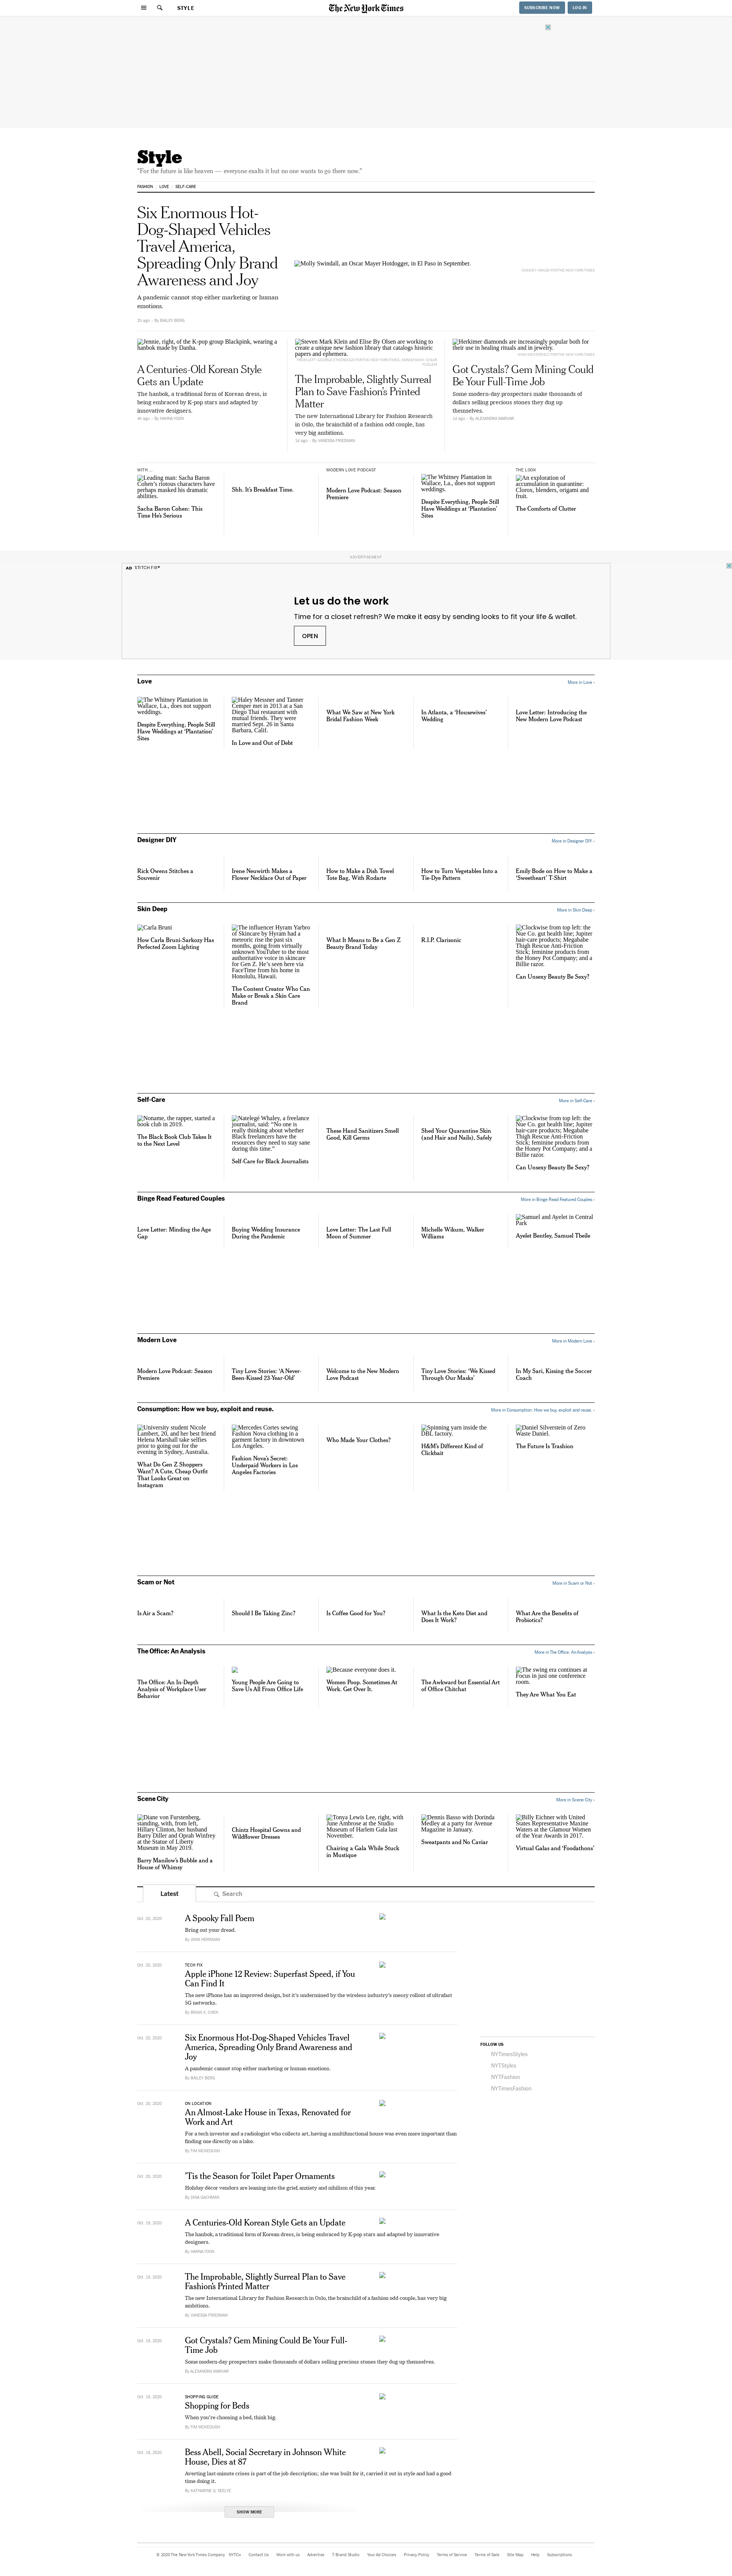 STYLE
The New York Times
SUBSCRIBE NOW
LOG IN
Style
“For the future is like heaven — everyone exalts it but no one wants to go there now.”
FASHION
LOVE
SELF-CARE
Six Enormous Hot-
Dog-Shaped Vehicles
Travel America,
Spreading Only Brand
Awareness and Joy
A pandemic cannot stop either marketing or human
emotions.
By BAILEY BERG
Molly Swindall, an Oscar Mayer Hotdogger, in El Paso in September.
Jennie, right, of the K-pop group Blackpink, wearing a
hanbok made by Danha.
A Centuries-Old Korean Style
Gets an Update
The hanbok, a traditional form of Korean dress, is
being embraced by K-pop stars and adapted by
innovative designers.
4h ago · By HAHNA YOON
Steven Mark Klein and Elise By Olsen are working to
create a unique new fashion library that catalogs historic
papers and ephemera.
The Improbable, Slightly Surreal
Plan to Save Fashion’s Printed
Matter
The new International Library for Fashion Research
in Oslo, the brainchild of a fashion odd couple, has
very big ambitions.
1d ago · By VANESSA FRIEDMAN
Herkimer diamonds are increasingly popular both for
their use in healing rituals and in jewelry.
Got Crystals? Gem Mining Could
Be Your Full-Time Job
Some modern-day prospectors make thousands of
dollars selling precious stones they dug up
themselves.
1d ago · By ALEXANDRA MARVAR
WITH ...
Leading man: Sacha Baron
Cohen’s riotous characters have
perhaps masked his dramatic
abilities.
Sacha Baron Cohen: This
Time He’s Serious
Shh. It’s Breakfast Time.
MODERN LOVE PODCAST
Modern Love Podcast: Season
Premiere
The Whitney Plantation in
Wallace, La., does not support
weddings.
Despite Everything, People Still
Have Weddings at ‘Plantation’
Sites
THE LOOK
An exploration of
accumulation in quarantine:
Cloros, blenders, origami and
fruit.
The Comforts of Clutter
ADVERTISEMENT
AD STITCH FIX®
Let us do the work
Time for a closet refresh? We make it easy by sending looks to fit your life & wallet.
OPEN
Love
More in Love ›
The Whitney Plantation in
Wallace, La., does not support
weddings.
Despite Everything, People Still
Have Weddings at ‘Plantation’
Sites
Haley Messner and Tanner
Cemper met in 2013 at a San
Diego Thai restaurant with
mutual friends. They were
married Sept. 26 in Santa
Barbara, Calif.
In Love and Out of Debt
What We Saw at New York
Bridal Fashion Week
In Atlanta, a ‘Housewives’
Wedding
Love Letter: Introducing the
New Modern Love Podcast
Designer DIY
More in Designer DIY ›
Rick Owens Stitches a
Souvenir
Irene Neuwirth Makes a
Flower Necklace Out of Paper
How to Make a Dish Towel
Tote Bag, With Rodarte
How to Turn Vegetables Into a
Tie-Dye Pattern
Emily Bode on How to Make a
‘Sweetheart’ T-Shirt
Skin Deep
More in Skin Deep ›
Carla Bruni
How Carla Bruni-Sarkozy Has
Perfected Zoom Lighting
The influencer Hyram Yarbro
of Skincare by Hyram had a
meteoric rise the past six
months, going from virtually
unknown YouTuber to the most
authoritative voice in skincare
for Gen Z. He’s seen here via
FaceTime from his home in
Honolulu, Hawaii.
The Content Creator Who Can
Make or Break a Skin Care
Brand
What It Means to Be a Gen Z
Beauty Brand Today
R.I.P. Clarisonic
Clockwise from top left: the
Nue Co. gut health line; Jupiter
hair-care products; Megababe
Thigh Rescue Anti-Friction
Stick; feminine products from
the Honey Pot Company; and a
Billie razor.
Can Unsexy Beauty Be Sexy?
Self-Care
More in Self-Care ›
Noname, the rapper, started a
book club in 2019.
The Black Book Club Takes It
to the Next Level
Natelegé Whaley, a freelance
journalist, said: “No one is
really thinking about whether
Black freelancers have the
resources they need to stay sane
during this time.”
Self-Care for Black Journalists
These Hand Sanitizers Smell
Good, Kill Germs
Shed Your Quarantine Skin
(and Hair and Nails), Safely
Clockwise from top left: the
Nue Co. gut health line; Jupiter
hair-care products; Megababe
Thigh Rescue Anti-Friction
Stick; feminine products from
the Honey Pot Company; and a
Billie razor.
Can Unsexy Beauty Be Sexy?
Binge Read Featured Couples
More in Binge Read Featured Couples ›
Love Letter: Minding the Age
Gap
Buying Wedding Insurance
During the Pandemic
Love Letter: The Last Full
Moon of Summer
Michelle Wikum, Walker
Williams
Samuel and Ayelet in Central
Park
Ayelet Bentley, Samuel Tbeile
Modern Love
More in Modern Love ›
Modern Love Podcast: Season
Premiere
Tiny Love Stories: ‘A Never-
Been-Kissed 23-Year-Old’
Welcome to the New Modern
Love Podcast
Tiny Love Stories: ‘We Kissed
Through Our Masks’
In My Sari, Kissing the Soccer
Coach
Consumption: How we buy, exploit and reuse.
More in Consumption: How we buy, exploit and reuse. ›
University student Nicole
Lambert, 20, and her best friend
Helena Marshall take selfies
prior to going out for the
evening in Sydney, Australia.
What Do Gen Z Shoppers
Want? A Cute, Cheap Outfit
That Looks Great on
Instagram
Mercedes Cortes sewing
Fashion Nova clothing in a
garment factory in downtown
Los Angeles.
Fashion Nova’s Secret:
Underpaid Workers in Los
Angeles Factories
Who Made Your Clothes?
Spinning yarn inside the
DBL factory.
H&M’s Different Kind of
Clickbait
Daniel Silverstein of Zero
Waste Daniel.
The Future Is Trashion
Scam or Not
More in Scam or Not ›
Is Air a Scam?
Should I Be Taking Zinc?
Is Coffee Good for You?
What Is the Keto Diet and
Does It Work?
What Are the Benefits of
Probiotics?
The Office: An Analysis
More in The Office: An Analysis ›
The Office: An In-Depth
Analysis of Workplace User
Behavior
Young People Are Going to
Save Us All From Office Life
Because everyone does it.
Women Poop. Sometimes At
Work. Get Over It.
The Awkward but Essential Art
of Office Chitchat
The swing era continues at
Focus in just one conference
room.
They Are What You Eat
Scene City
More in Scene City ›
Diane von Furstenberg,
standing, with, from left,
Hillary Clinton, her husband
Barry Diller and Oprah Winfrey
at the Statue of Liberty
Museum in May 2019.
Barry Manilow’s Bubble and a
House of Whimsy
Chintz Hospital Gowns and
Wildflower Dresses
Tonya Lewis Lee, right, with
June Ambrose at the Studio
Museum of Harlem Gala last
November.
Chairing a Gala While Stuck
in Mustique
Dennis Basso with Dorinda
Medley at a party for Avenue
Magazine in January.
Sweatpants and No Caviar
Billy Eichner with United
States Representative Maxine
Waters at the Glamour Women
of the Year Awards in 2017.
Virtual Galas and ‘Foodathons’
Latest
Search
Oct. 20, 2020
A Spooky Fall Poem
Bring out your dread.
Oct. 20, 2020
TECH FIX
Apple iPhone 12 Review: Superfast Speed, if You
Can Find It
The new iPhone has an improved design, but it’s undermined by the wireless industry’s messy rollout of ultrafast
5G networks.
By BRIAN X. CHEN
Oct. 20, 2020
Six Enormous Hot-Dog-Shaped Vehicles Travel
America, Spreading Only Brand Awareness and
Joy
A pandemic cannot stop either marketing or human emotions.
By BAILEY BERG
FOLLOW US
NYTimesStyles
NYTStyles
NYTFashion
NYTimesFashion
Oct. 20, 2020
ON LOCATION
An Almost-Lake House in Texas, Renovated for
Work and Art
For a tech investor and a radiologist who collects art, having a multifunctional house was even more important than
finding one directly on a lake.
By TIM MCKEOUGH
Oct. 20, 2020
’Tis the Season for Toilet Paper Ornaments
Holiday décor vendors are leaning into the grief, anxiety and nihilism of this year.
By DINA GACHMAN
Oct. 19, 2020
A Centuries-Old Korean Style Gets an Update
The hanbok, a traditional form of Korean dress, is being embraced by K-pop stars and adapted by innovative
designers.
By HAHNA YOON
Oct. 19, 2020
The Improbable, Slightly Surreal Plan to Save
Fashion’s Printed Matter
The new International Library for Fashion Research in Oslo, the brainchild of a fashion odd couple, has very big
ambitions.
By VANESSA FRIEDMAN
Oct. 19, 2020
Got Crystals? Gem Mining Could Be Your Full-
Time Job
Some modern-day prospectors make thousands of dollars selling precious stones they dug up themselves.
By ALEXANDRA MARVAR
Oct. 19, 2020
SHOPPING GUIDE
Shopping for Beds
When you’re choosing a bed, think big.
By TIM MCKEOUGH
Oct. 19, 2020
Bess Abell, Social Secretary in Johnson White
House, Dies at 87
Averting last-minute crises is part of the job description; she was built for it, carried it out in style and had a good
time doing it.
By KATHARINE Q. SEELYE
SHOW MORE
© 2020 The New York Times Company
NYTCo
Contact Us
Work with us
Advertise
T Brand Studio
Your Ad Choices
Privacy Policy
Terms of Service
Terms of Sale
Site Map
Help
Subscriptions